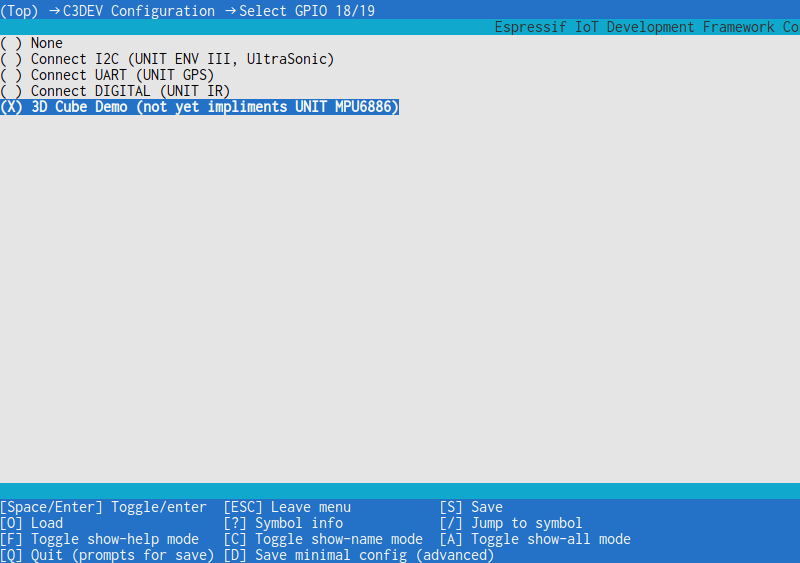 (Top) →C3DEV Configuration →Select GPIO 18/19
Espressif IoT Development Framework Co
( ) None
( ) Connect I2C (UNIT ENV III, UltraSonic)
( ) Connect UART (UNIT GPS)
( ) Connect DIGITAL (UNIT IR)
(X) 3D Cube Demo (not yet impliments UNIT MPU6886)
[Space/Enter] Toggle/enter [ESC] Leave menu [S] Save
[O] Load [?] Symbol info [/] Jump to symbol
[F] Toggle show-help mode [C] Toggle show-name mode [A] Toggle show-all mode
[Q] Quit (prompts for save) [D] Save minimal config (advanced)